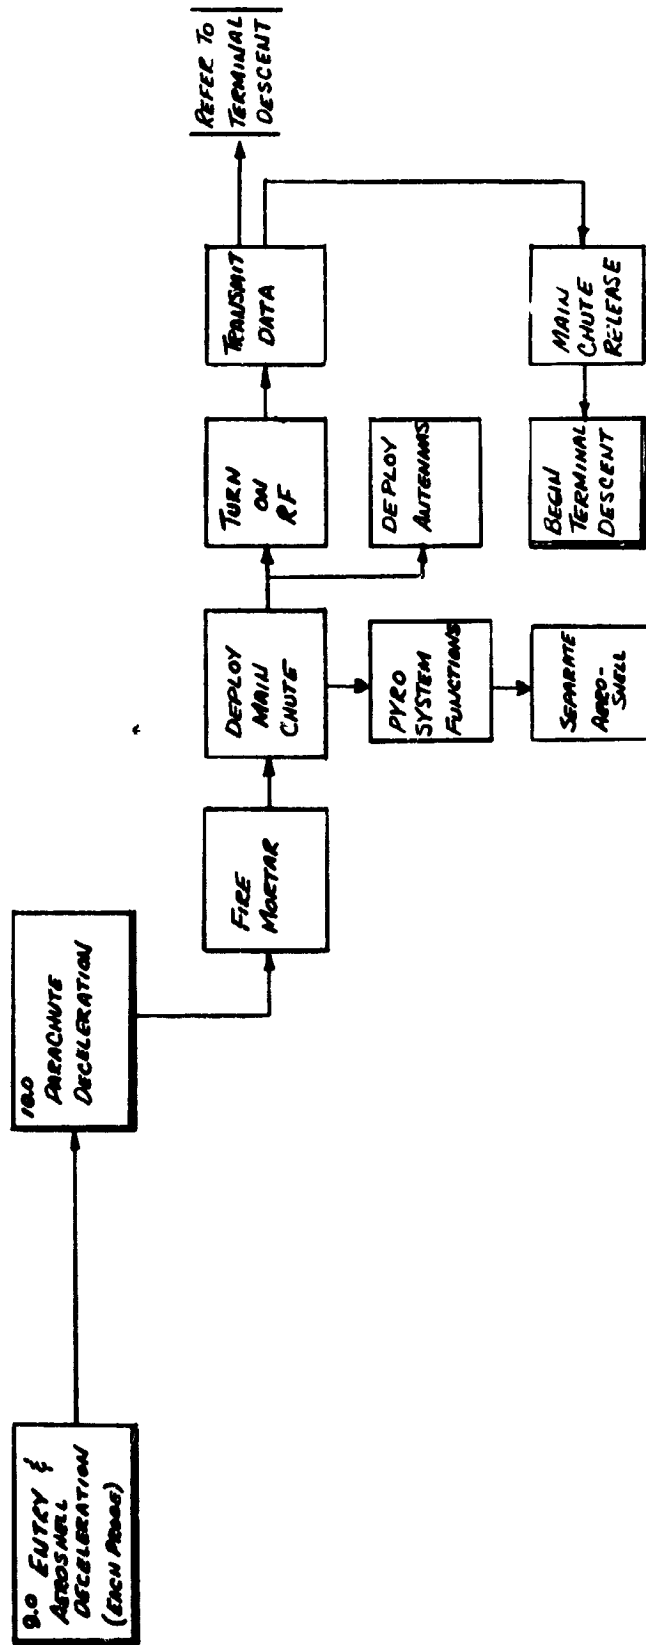 9.0 ENTRY &
AEROSHELL
DECELERATION
(EACH PROBE)
10.0
PARACHUTE
DECELERATION
FIRE
MORTAR
DEPLOY
MAIN
CHUTE
TURN
ON
RF
TRANSMIT
DATA
REFER TO
TERMINAL
DESCENT
PYRO
SYSTEM
FUNCTIONS
DEPLOY
ANTENNAS
SEPARATE
AERO-
SHELL
BEGIN
TERMINAL
DESCENT
MAIN
CHUTE
RELEASE